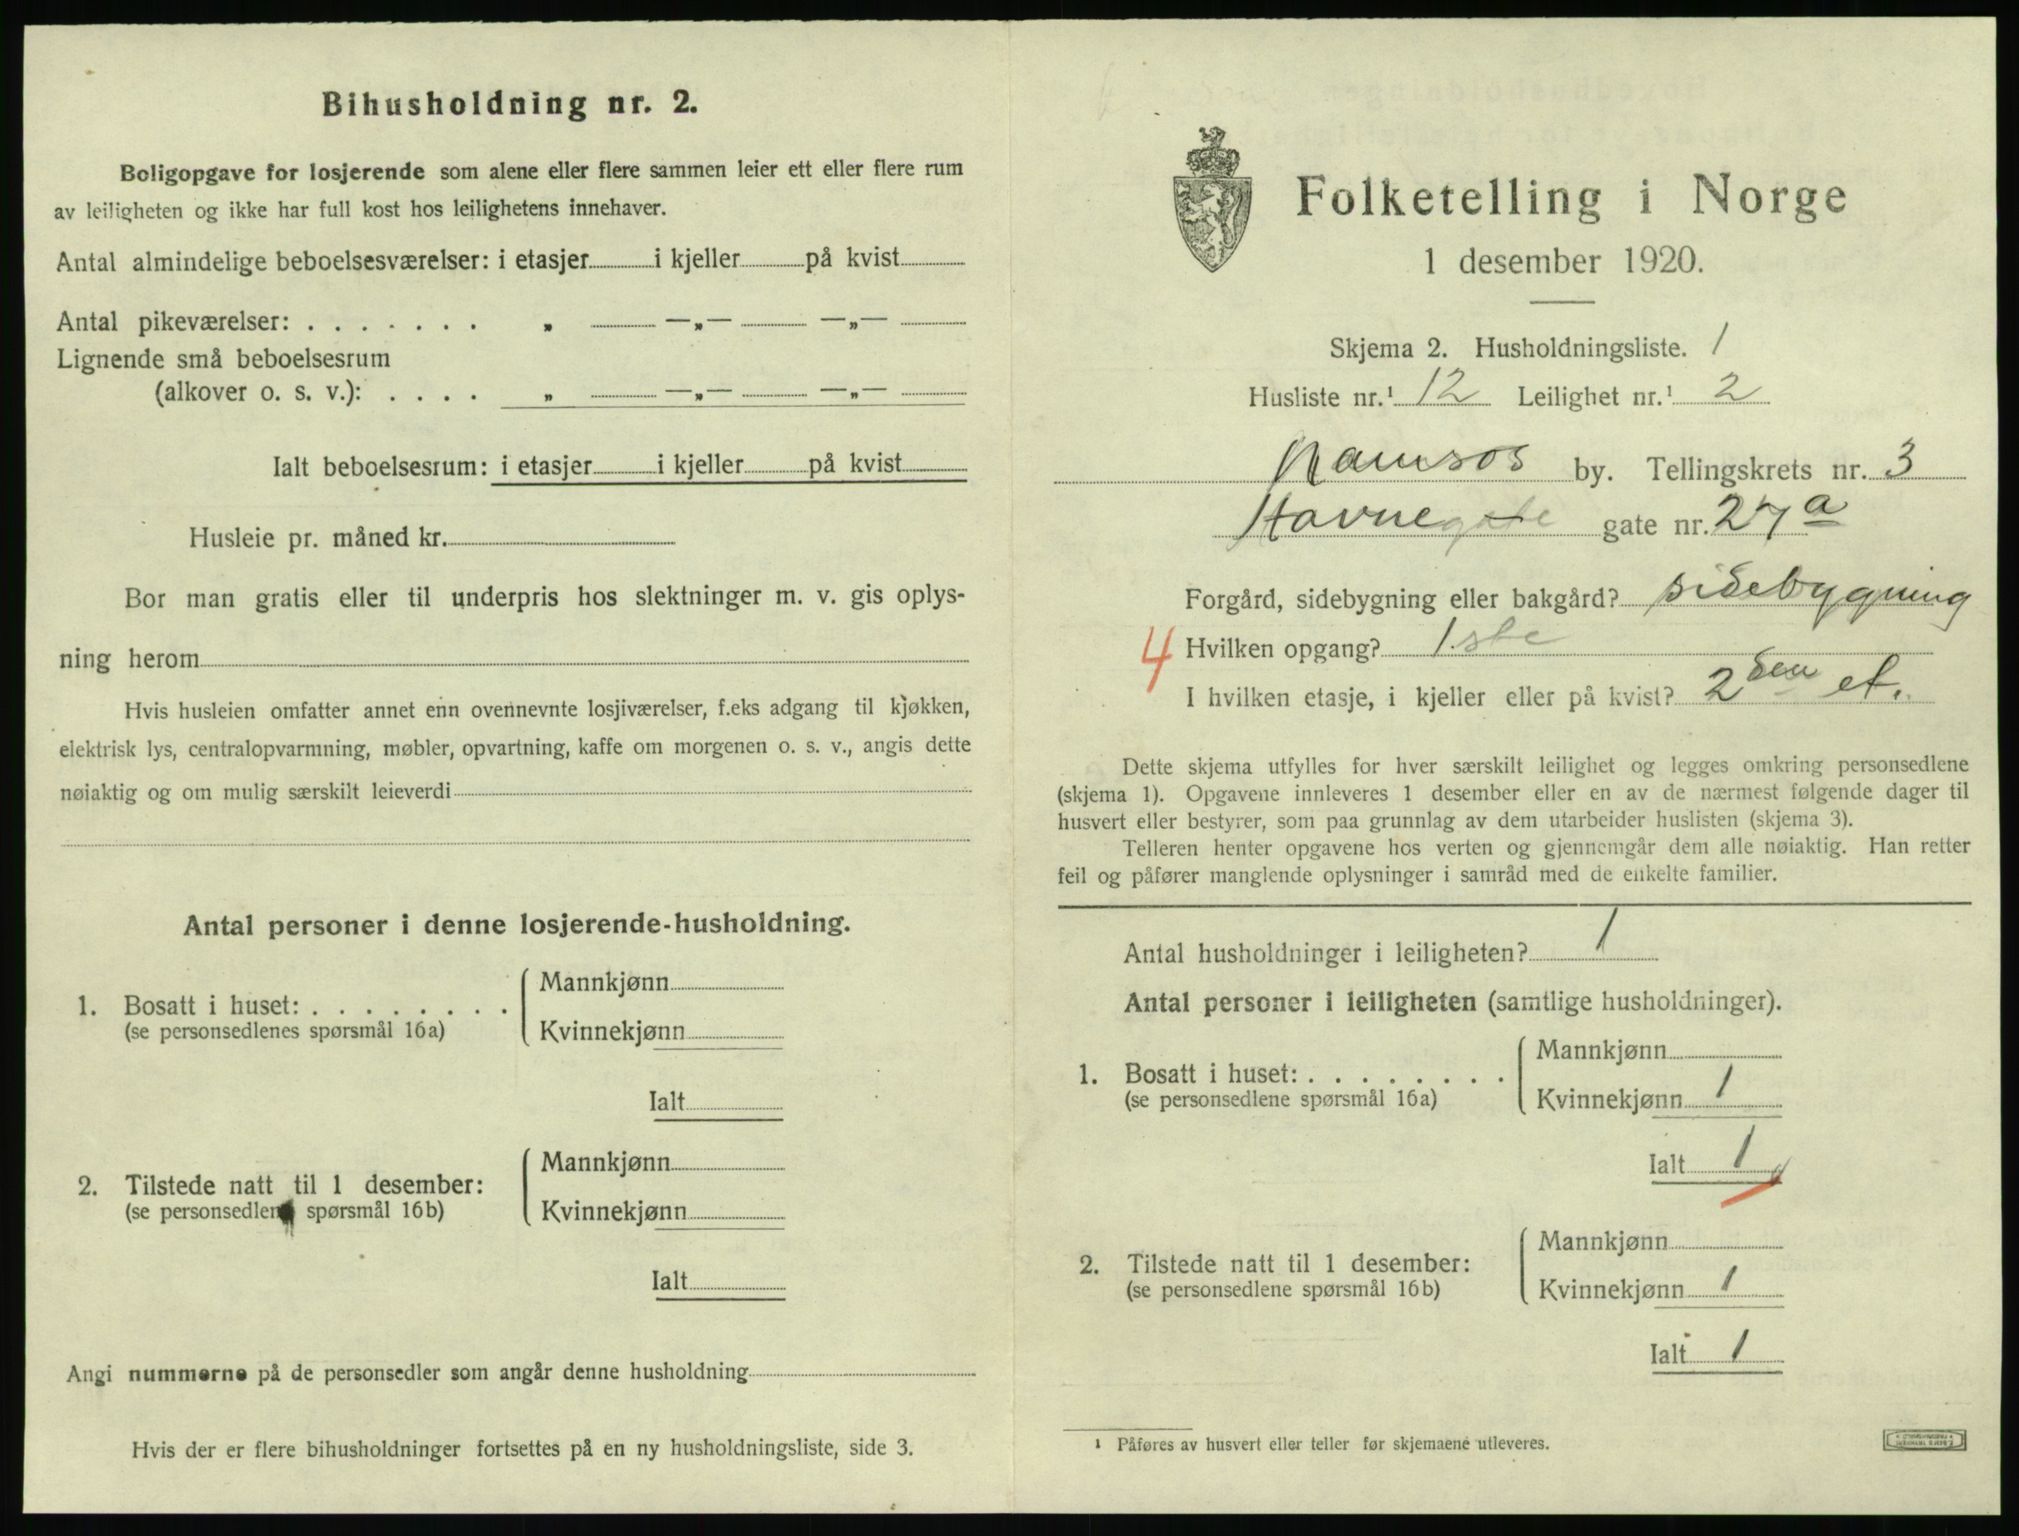 Bihusholdning nr. 2.
Boligopgave for losjerende som alene eller flere sammen leier ett eller flere rum
av leiligheten og ikke har full kost hos leilighetens innehaver.
Antal almindelige beboelsesværelser: i etasjer i kjeller på kvist
Antal pikeværelser: . . . . . . . „ —„— —„—
Lignende små beboelsesrum
(alkover o. s. v.): . . . . „ —„— —„—
Ialt beboelsesrum: i etasjer i kjeller på kvist
Husleie pr. måned kr.
Bor man gratis eller til underpris hos slektninger m. v. gis oplys-
ning herom
Hvis husleien omfatter annet enn ovennevnte losjiværelser, f.eks adgang til kjøkken,
elektrisk lys, centralopvarmning, møbler, opvartning, kaffe om morgenen o. s. v., angis dette
nøiaktig og om mulig særskilt leieverdi
Antal personer i denne losjerende-husholdning.
1. Bosatt i huset: . . . . . . . .
(se personsedlenes spørsmål 16a)
Mannkjønn
Kvinnekjønn
Ialt
2. Tilstede natt til 1 desember:
(se personsedlene spørsmål 16b)
Mannkjønn
Kvinnekjønn
Ialt
Angi nummerne på de personsedler som angår denne husholdning
Hvis der er flere bihusholdninger fortsettes på en ny husholdningsliste, side 3.
Folketelling i Norge
1 desember 1920.
Skjema 2. Husholdningsliste. 1
Husliste nr.¹ 12 Leilighet nr.¹ 2
Namsos by. Tellingskrets nr. 3
Havnegate gate nr. 27 a
Forgård, sidebygning eller bakgård? sidebygning
4 Hvilken opgang? 1.ste
I hvilken etasje, i kjeller eller på kvist? 2den et.
Dette skjema utfylles for hver særskilt leilighet og legges omkring personsedlene
(skjema 1). Opgavene innleveres 1 desember eller en av de nærmest følgende dager til
husvert eller bestyrer, som paa grunnlag av dem utarbeider huslisten (skjema 3).
Telleren henter opgavene hos verten og gjennemgår dem alle nøiaktig. Han retter
feil og påfører manglende oplysninger i samråd med de enkelte familier.
Antal husholdninger i leiligheten? 1
Antal personer i leiligheten (samtlige husholdninger).
1. Bosatt i huset: . . . . . . . .
(se personsedlene spørsmål 16a)
Mannkjønn
Kvinnekjønn 1
Ialt 1
2. Tilstede natt til 1 desember:
(se personsedlene spørsmål 16b)
Mannkjønn
Kvinnekjønn 1
Ialt 1
¹ Påføres av husvert eller teller før skjemaene utleveres.